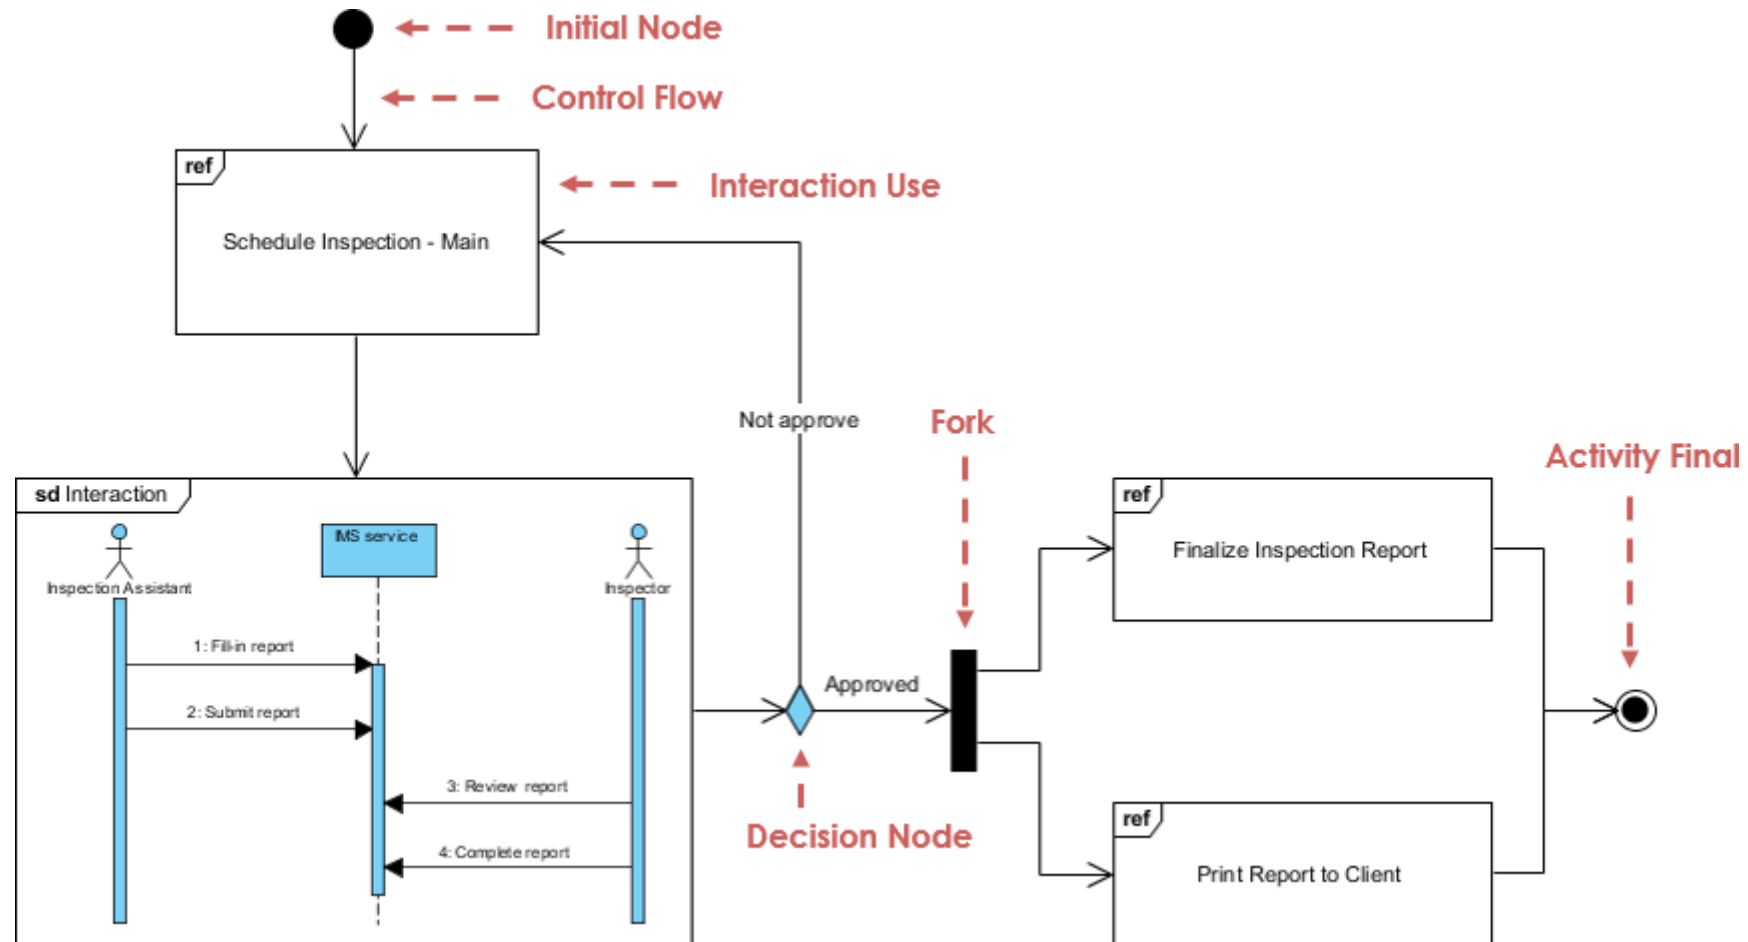 Initial Node
Control Flow
ref
Interaction Use
Schedule Inspection - Main
Not approve
Fork
Activity Final
sd Interaction
ref
IMS service
Finalize Inspection Report
Inspection Assistant
Inspector
1: Fill-in report
Approved
2: Submit report
3: Review report
ref
Decision Node
4: Complete report
Print Report to Client